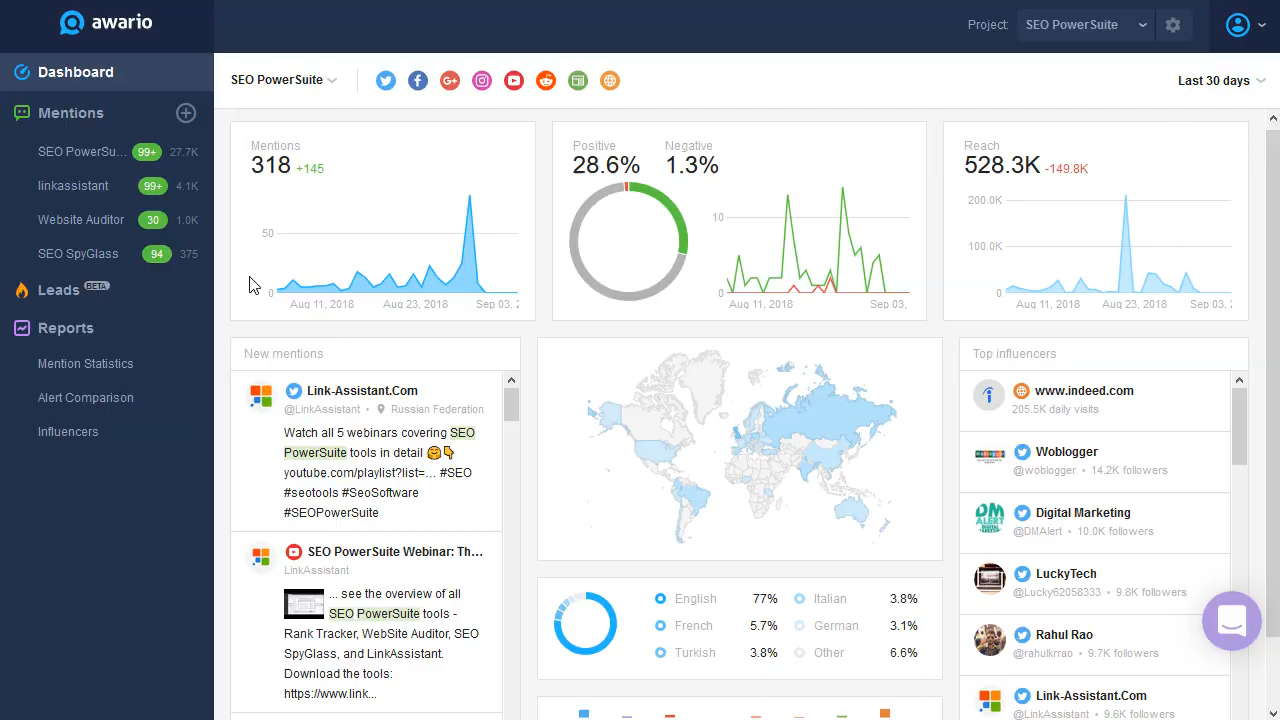 awario
Project:
SEO PowerSuite
Dashboard
SEO PowerSuite
Last 30 days
Mentions
SEO PowerSu... 99+ 27.7K
linkassistant 99+ 4.1K
Website Auditor 30 1.0K
SEO SpyGlass 94 375
Leads BETA
Reports
Mention Statistics
Alert Comparison
Influencers
Mentions
318 +145
50
0
Aug 11, 2018 Aug 23, 2018 Sep 03, 2
Positive Negative
28.6% 1.3%
10
0
Aug 11, 2018 Sep 03,
Reach
528.3K -149.8K
200.0K
100.0K
0
Aug 11, 2018 Aug 23, 2018 Sep 03, 2
New mentions
Link-Assistant.Com
@LinkAssistant • Russian Federation
Watch all 5 webinars covering SEO
PowerSuite tools in detail
youtube.com/playlist?list=... #SEO
#seotools #SeoSoftware
#SEOPowerSuite
SEO PowerSuite Webinar: Th...
LinkAssistant
... see the overview of all
SEO PowerSuite tools -
Rank Tracker, WebSite Auditor, SEO
SpyGlass, and LinkAssistant.
Download the tools:
https://www.link...
English 77% Italian 3.8%
French 5.7% German 3.1%
Turkish 3.8% Other 6.6%
Top influencers
www.indeed.com
205.5K daily visits
Woblogger
@woblogger • 14.2K followers
DM
ALERT
Digital Marketing
@DMAlert • 10.0K followers
LuckyTech
@Lucky62058333 • 9.8K followers
Rahul Rao
@rahulkrrao • 9.7K followers
Link-Assistant.Com
@LinkAssistant • 9.6K followers